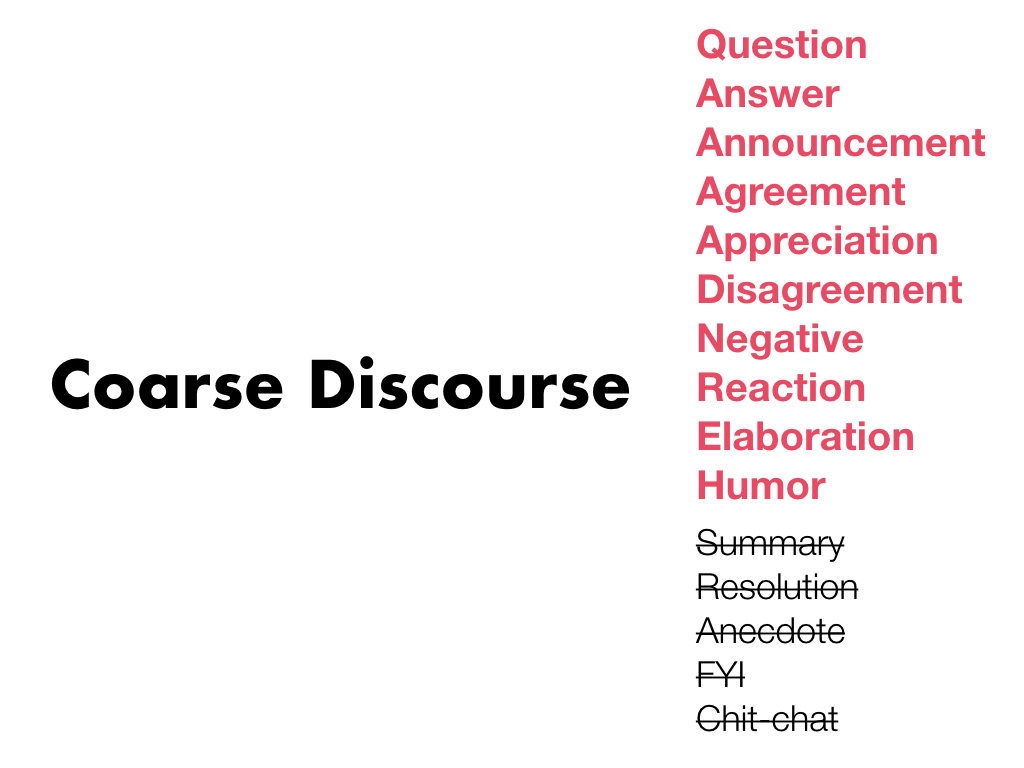 Coarse Discourse
Question
Answer
Announcement
Agreement
Appreciation
Disagreement
Negative
Reaction
Elaboration
Humor
Summary
Resolution
Anecdote
FYI
Chit-chat